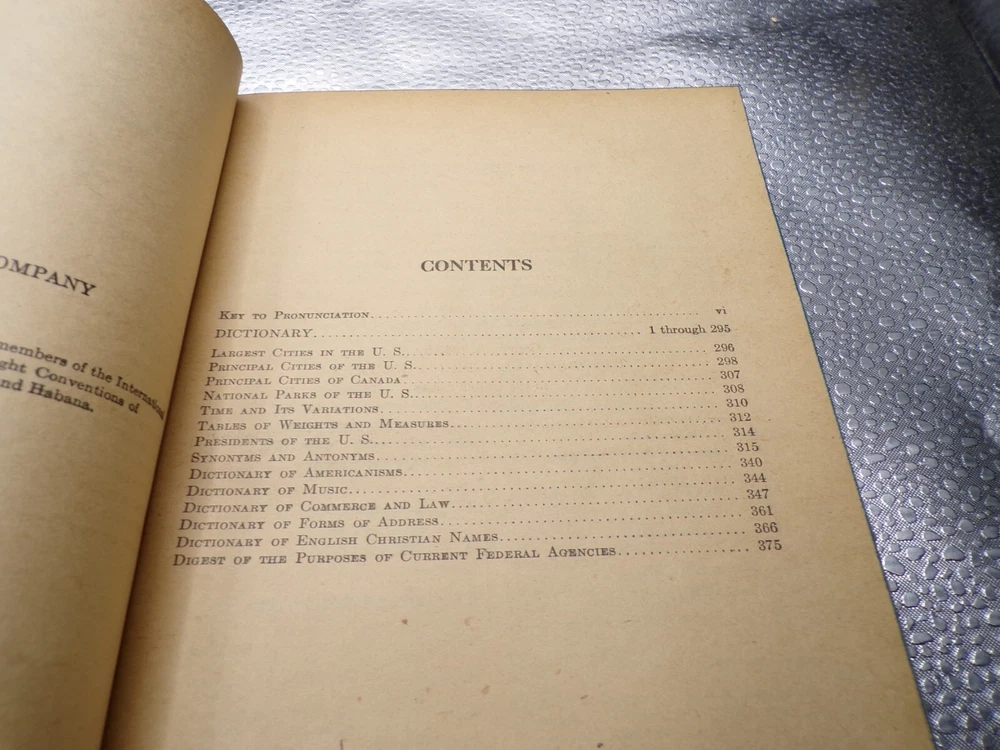 OMPANY
members of the Internation
ght Conventions of
nd Habana.
CONTENTS
KEY TO PRONUNCIATION vi
DICTIONARY 1 through 295
LARGEST CITIES IN THE U. S. 296
PRINCIPAL CITIES OF THE U. S. 298
PRINCIPAL CITIES OF CANADA 307
NATIONAL PARKS OF THE U. S. 308
TIME AND ITS VARIATIONS 310
TABLES OF WEIGHTS AND MEASURES 312
PRESIDENTS OF THE U. S. 314
SYNONYMS AND ANTONYMS 315
DICTIONARY OF AMERICANISMS 340
DICTIONARY OF MUSIC 344
DICTIONARY OF COMMERCE AND LAW 347
DICTIONARY OF FORMS OF ADDRESS 361
DICTIONARY OF ENGLISH CHRISTIAN NAMES 366
DIGEST OF THE PURPOSES OF CURRENT FEDERAL AGENCIES 375